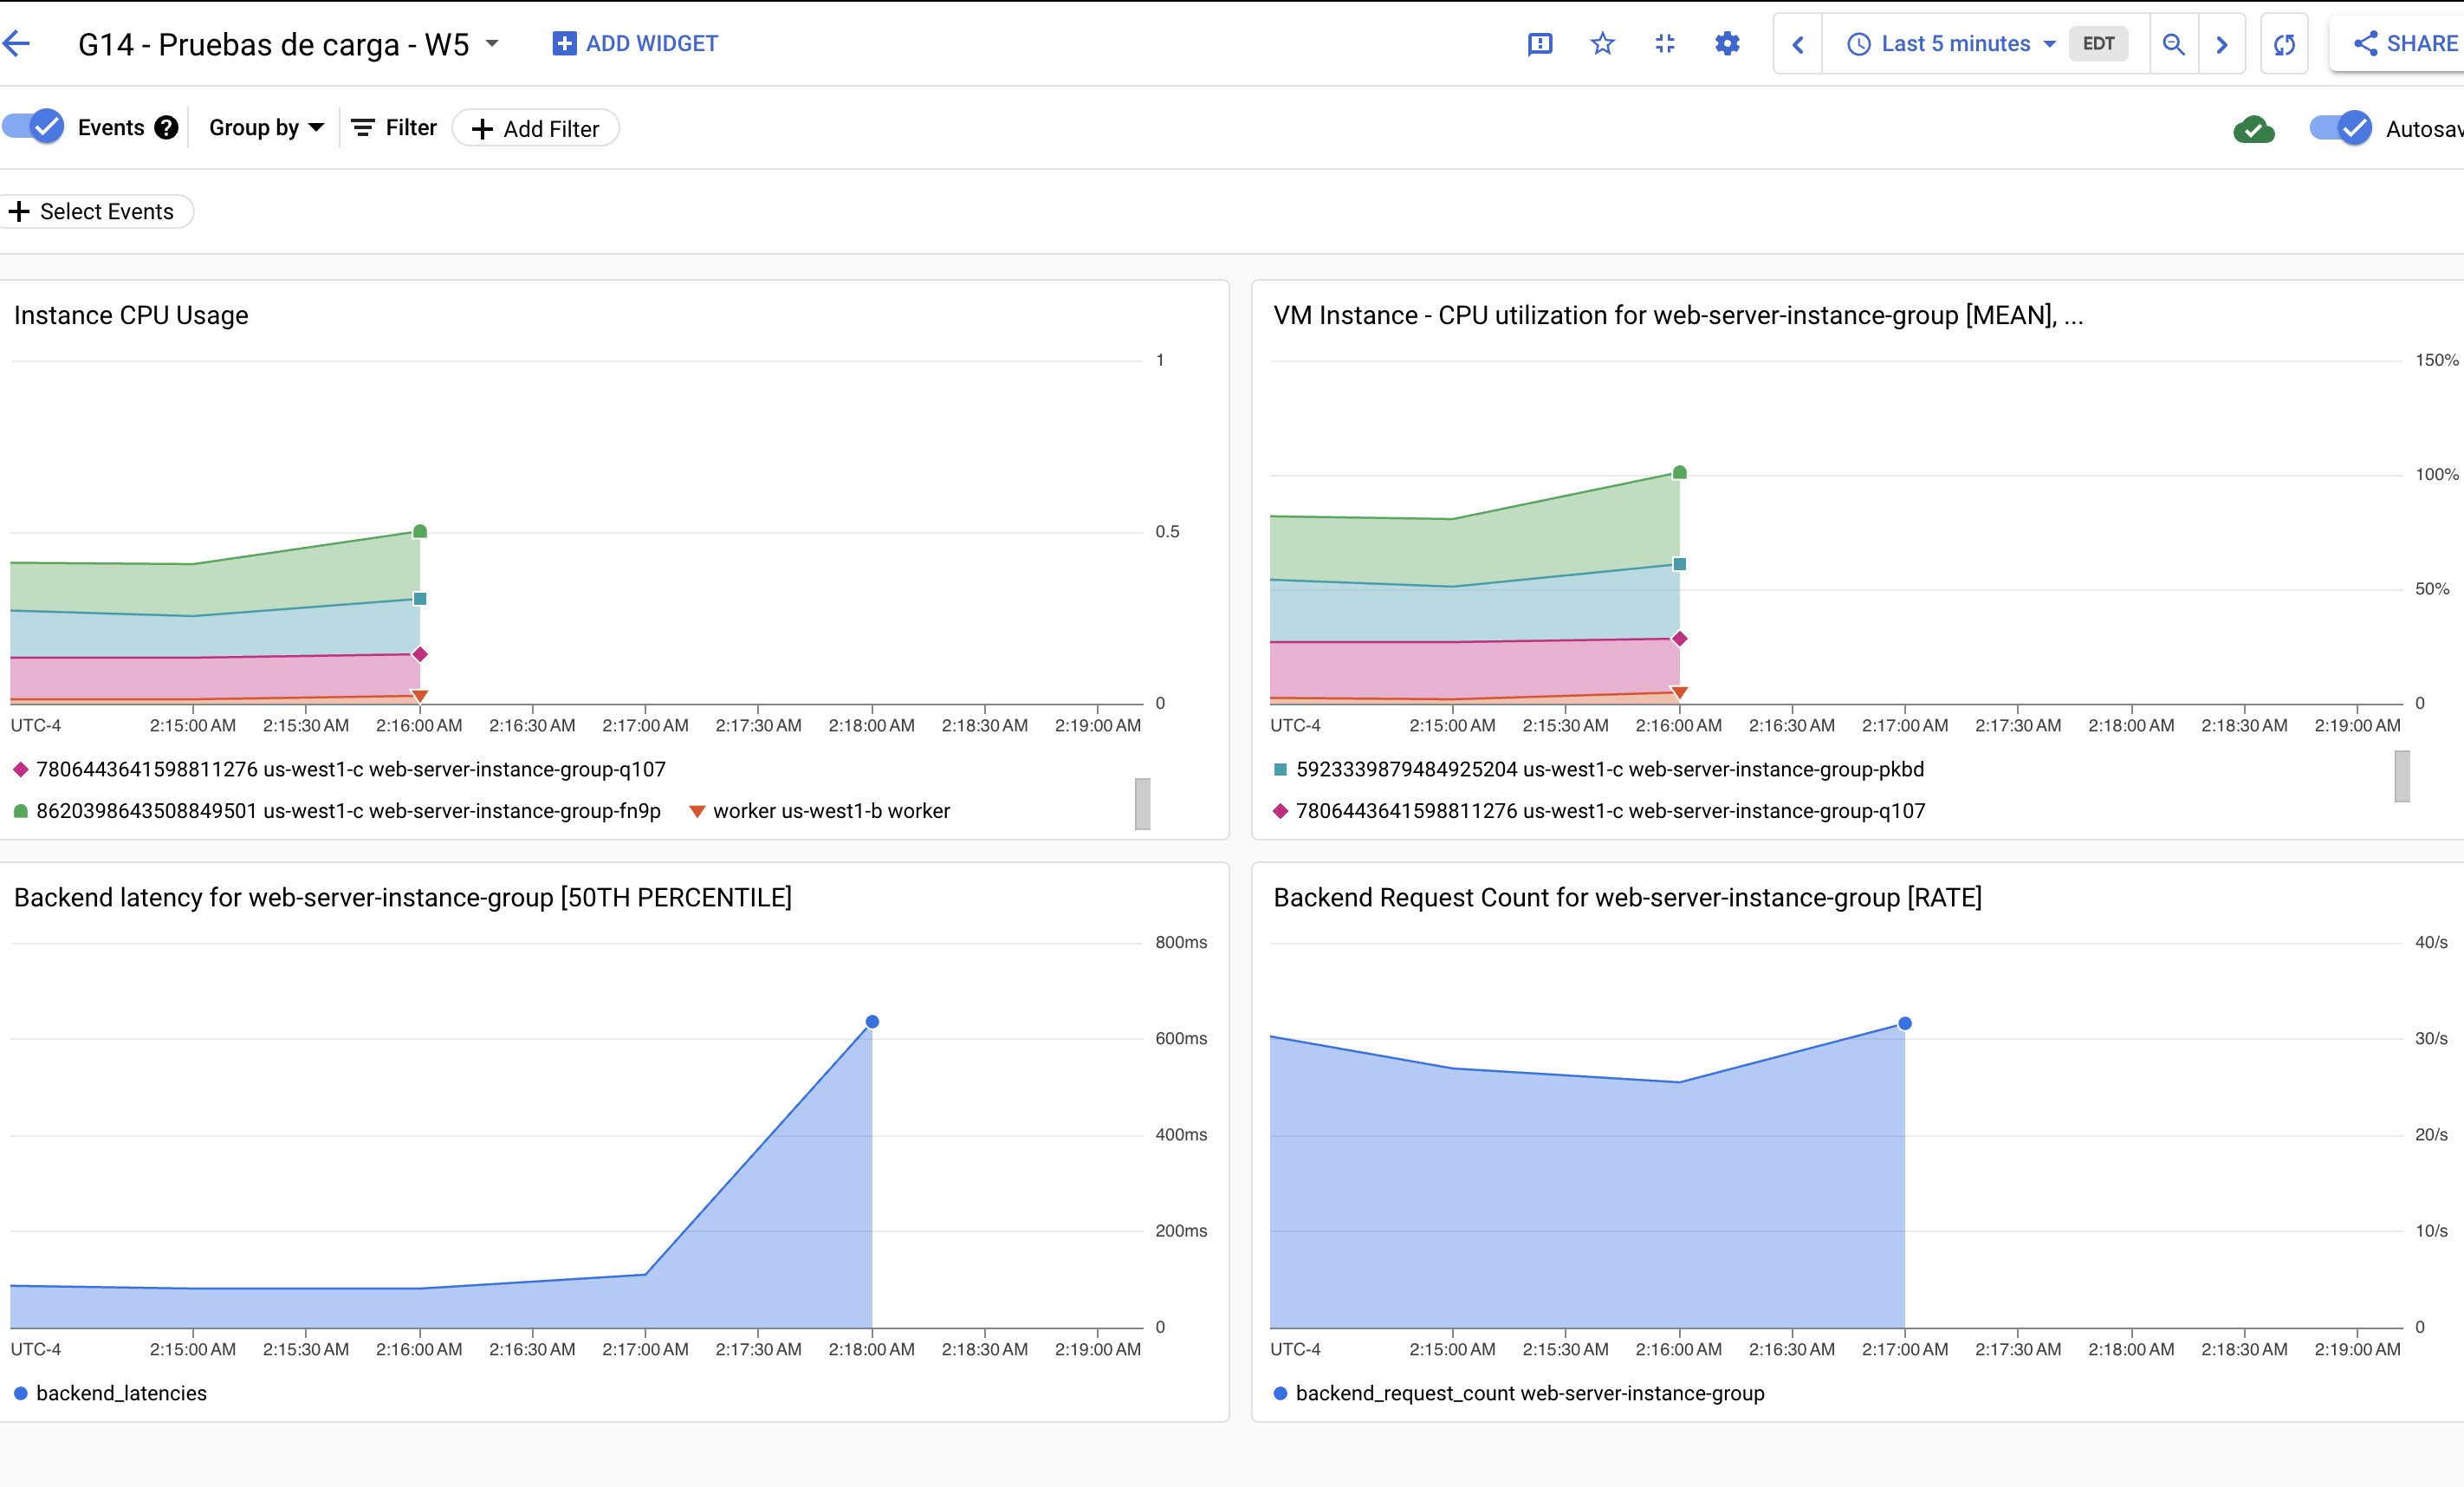 G14 - Pruebas de carga - W5 ADD WIDGET Last 5 minutes EDT SHARE
Events Group by Filter Add Filter Autosav
Select Events
Instance CPU Usage
1
0.5
0
UTC-4 2:15:00 AM 2:15:30 AM 2:16:00 AM 2:16:30 AM 2:17:00 AM 2:17:30 AM 2:18:00 AM 2:18:30 AM 2:19:00 AM
7806443641598811276 us-west1-c web-server-instance-group-q107
8620398643508849501 us-west1-c web-server-instance-group-fn9p worker us-west1-b worker
VM Instance - CPU utilization for web-server-instance-group [MEAN], ...
150%
100%
50%
0
UTC-4 2:15:00 AM 2:15:30 AM 2:16:00 AM 2:16:30 AM 2:17:00 AM 2:17:30 AM 2:18:00 AM 2:18:30 AM 2:19:00 AM
5923339879484925204 us-west1-c web-server-instance-group-pkbd
7806443641598811276 us-west1-c web-server-instance-group-q107
Backend latency for web-server-instance-group [50TH PERCENTILE]
800ms
600ms
400ms
200ms
0
UTC-4 2:15:00 AM 2:15:30 AM 2:16:00 AM 2:16:30 AM 2:17:00 AM 2:17:30 AM 2:18:00 AM 2:18:30 AM 2:19:00 AM
backend_latencies
Backend Request Count for web-server-instance-group [RATE]
40/s
30/s
20/s
10/s
0
UTC-4 2:15:00 AM 2:15:30 AM 2:16:00 AM 2:16:30 AM 2:17:00 AM 2:17:30 AM 2:18:00 AM 2:18:30 AM 2:19:00 AM
backend_request_count web-server-instance-group